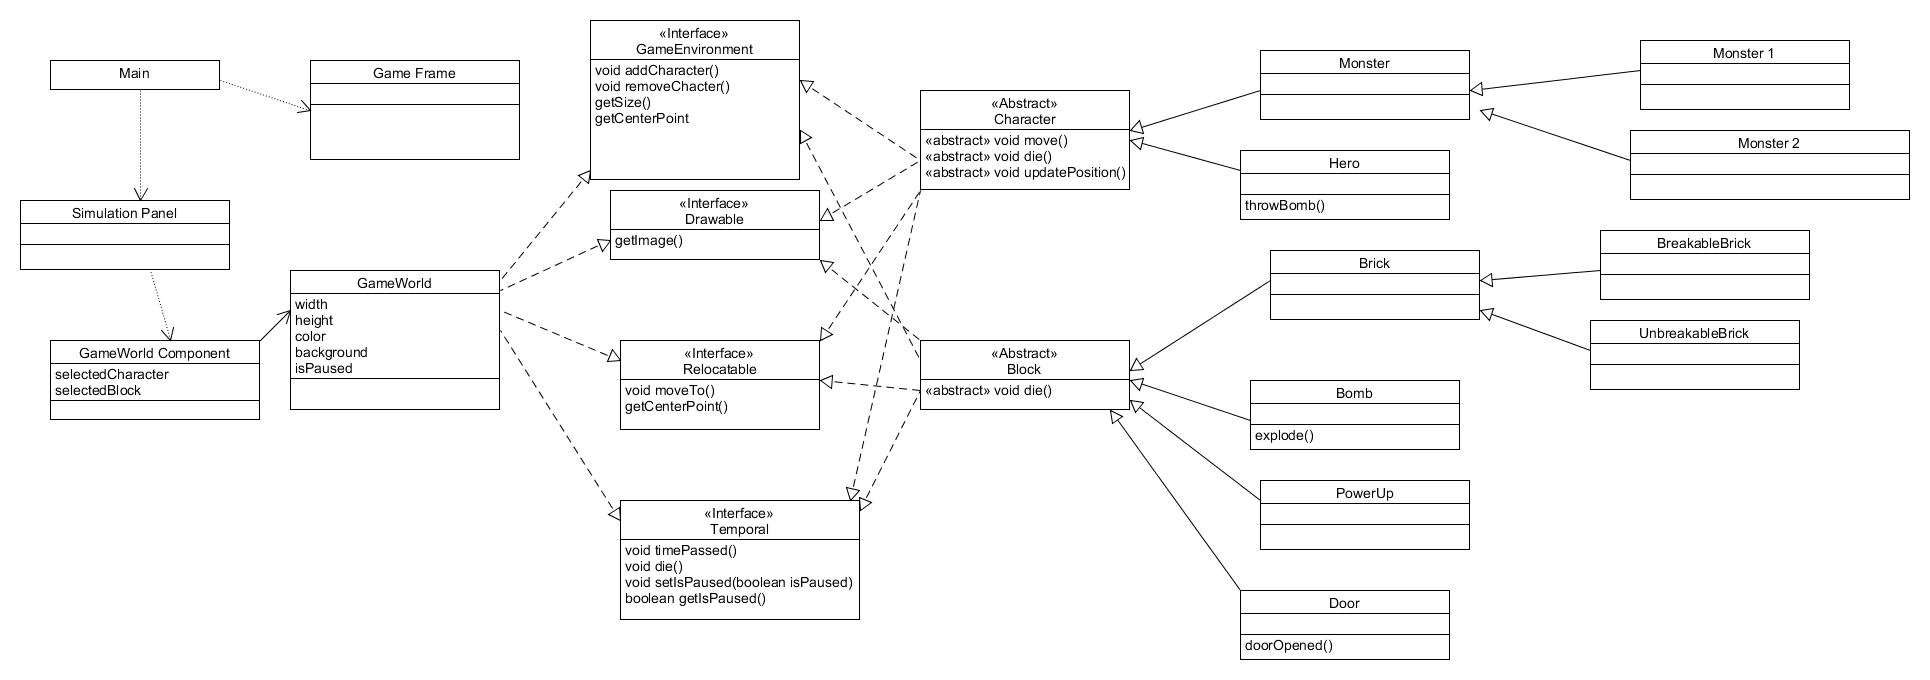 Main
Game Frame
Simulation Panel
GameWorld Component
selectedCharacter
selectedBlock
GameWorld
width
height
color
background
isPaused
«Interface»
GameEnvironment
void addCharacter()
void removeChacter()
getSize()
getCenterPoint
«Interface»
Drawable
getImage()
«Interface»
Relocatable
void moveTo()
getCenterPoint()
«Interface»
Temporal
void timePassed()
void die()
void setIsPaused(boolean isPaused)
boolean getIsPaused()
«Abstract»
Character
«abstract» void move()
«abstract» void die()
«abstract» void updatePosition()
«Abstract»
Block
«abstract» void die()
Monster
Hero
throwBomb()
Brick
Bomb
explode()
PowerUp
Door
doorOpened()
Monster 1
Monster 2
BreakableBrick
UnbreakableBrick